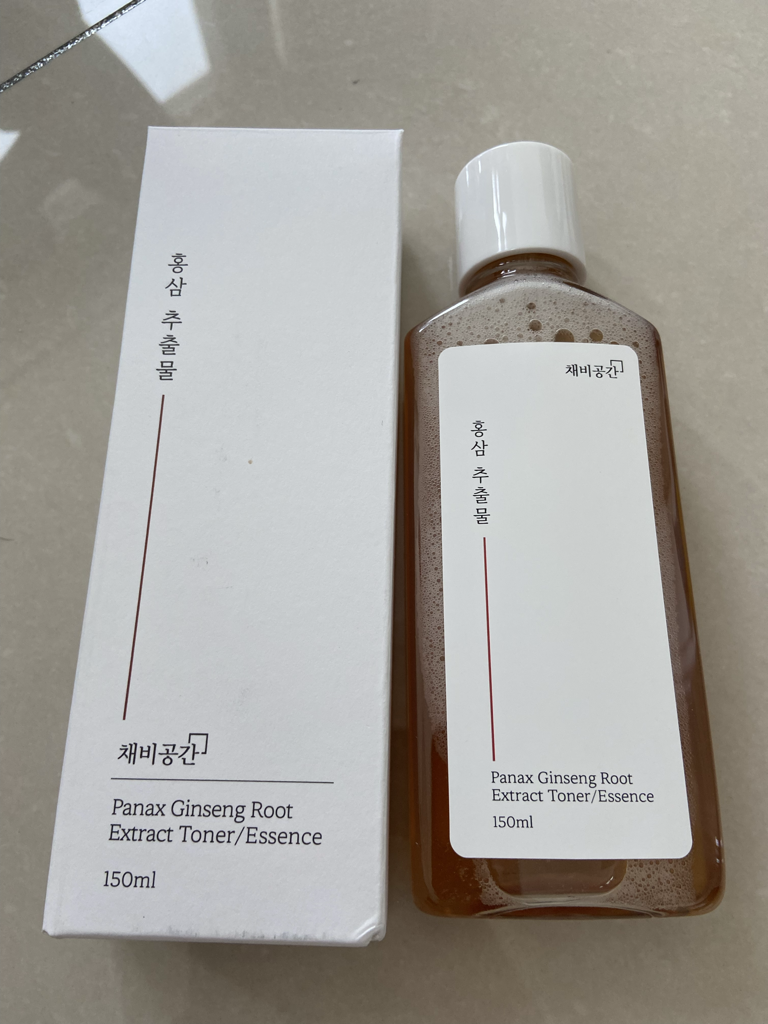 홍삼 추출물
채비공간
Panax Ginseng Root
Extract Toner/Essence
150ml
채비공간
홍삼 추출물
Panax Ginseng Root
Extract Toner/Essence
150ml